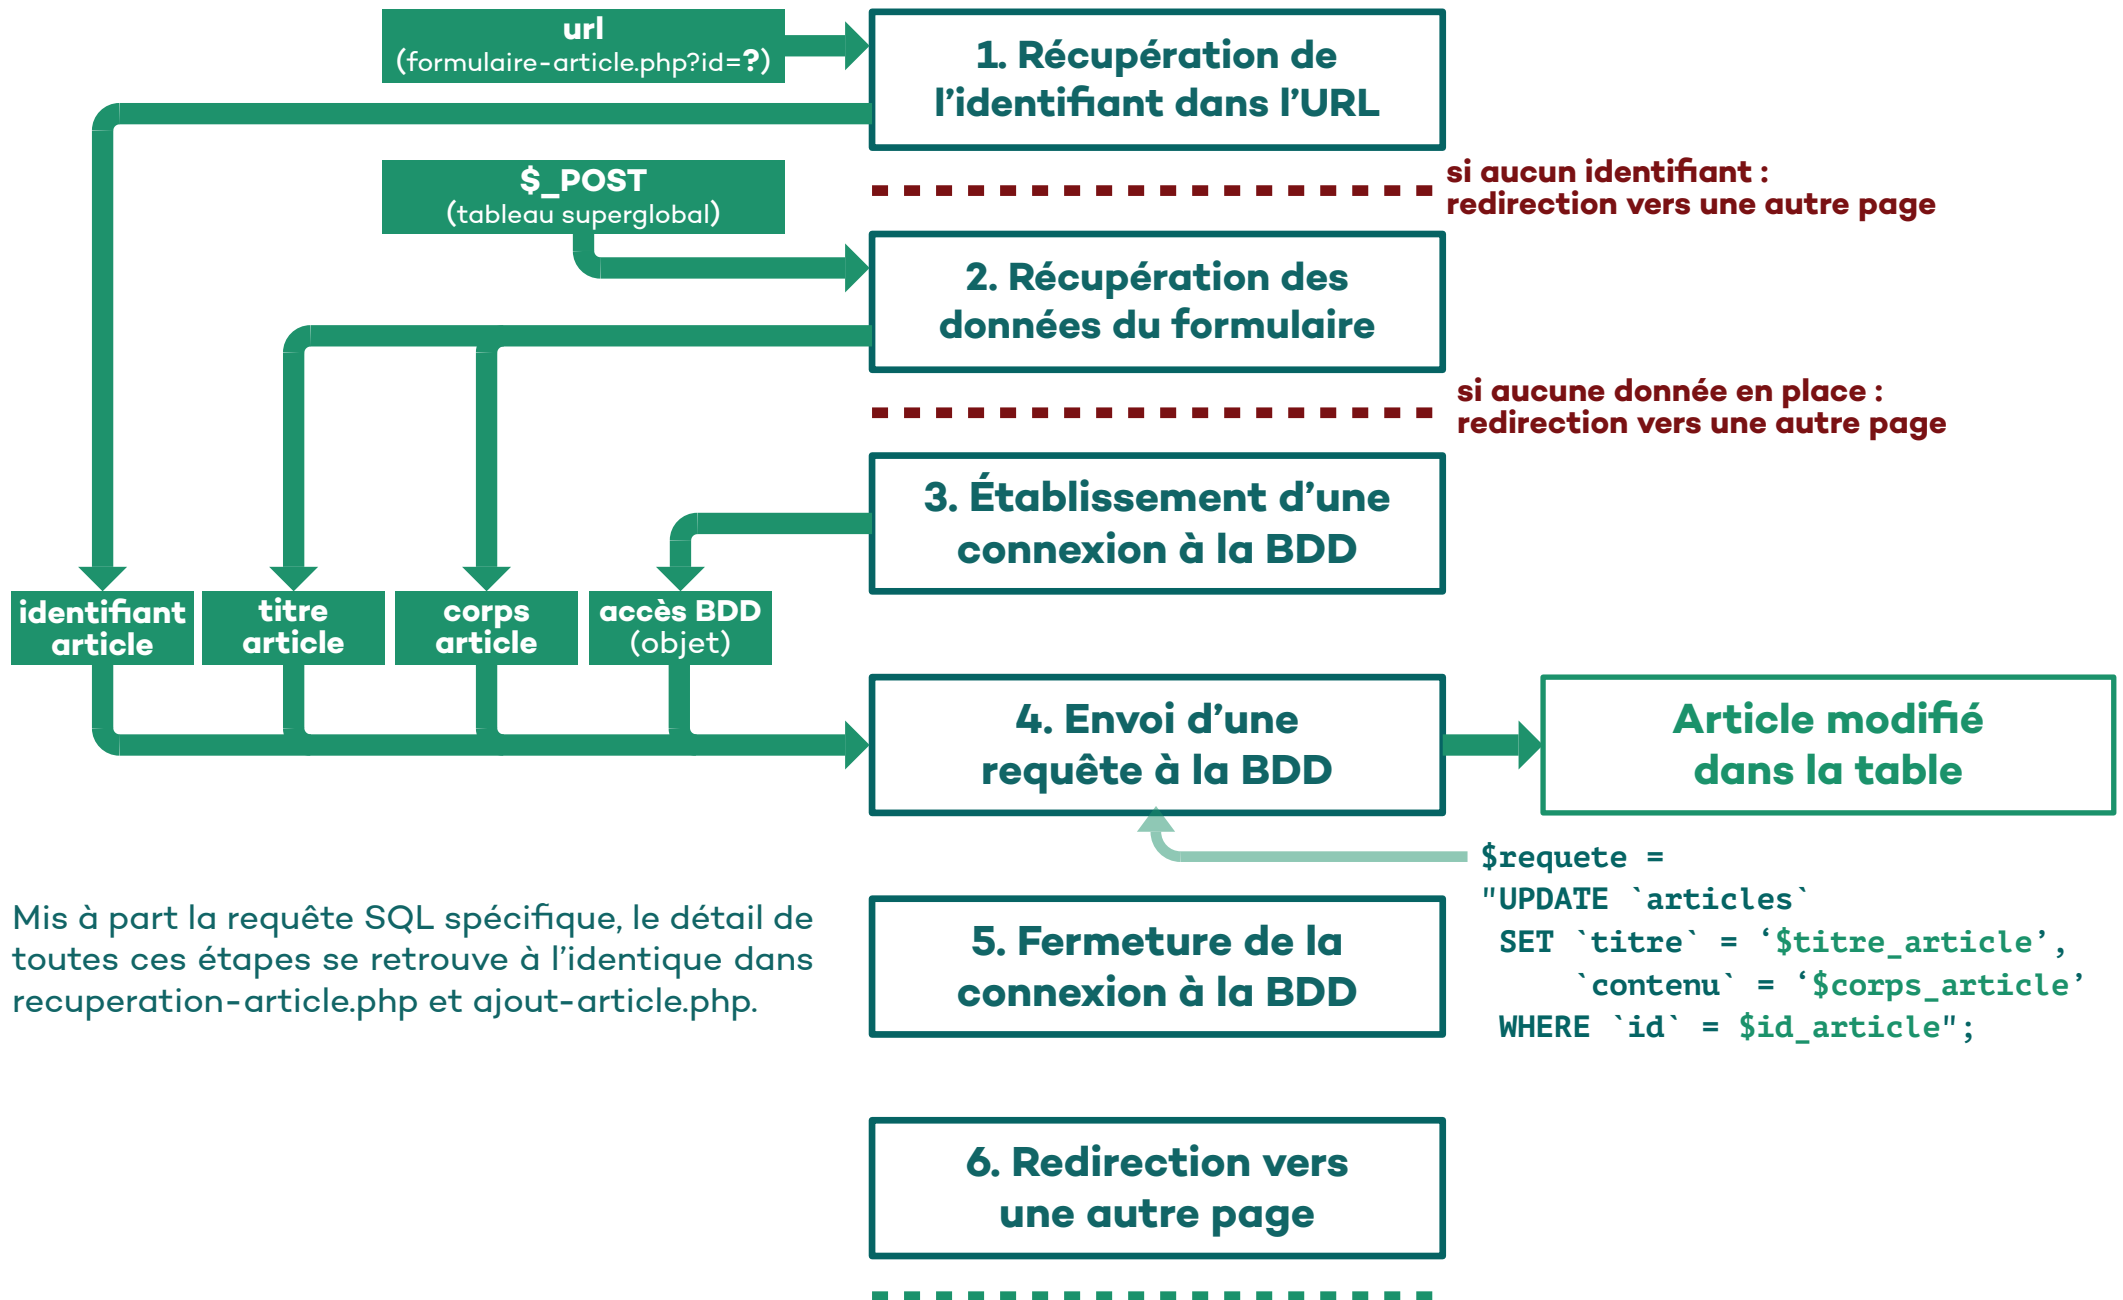 url
(formulaire-article.php?id=?)
1. Récupération de
l’identifiant dans l’URL
$_POST
(tableau superglobal)
si aucun identifiant :
redirection vers une autre page
2. Récupération des
données du formulaire
si aucune donnée en place :
redirection vers une autre page
3. Établissement d’une
connexion à la BDD
identifiant
article
titre
article
corps
article
accès BDD
(objet)
4. Envoi d’une
requête à la BDD
Article modifié
dans la table
$requete =
"UPDATE `articles`
SET `titre` = ‘$titre_article’,
`contenu` = ‘$corps_article’
WHERE `id` = $id_article";
Mis à part la requête SQL spécifique, le détail de
toutes ces étapes se retrouve à l’identique dans
recuperation-article.php et ajout-article.php.
5. Fermeture de la
connexion à la BDD
6. Redirection vers
une autre page